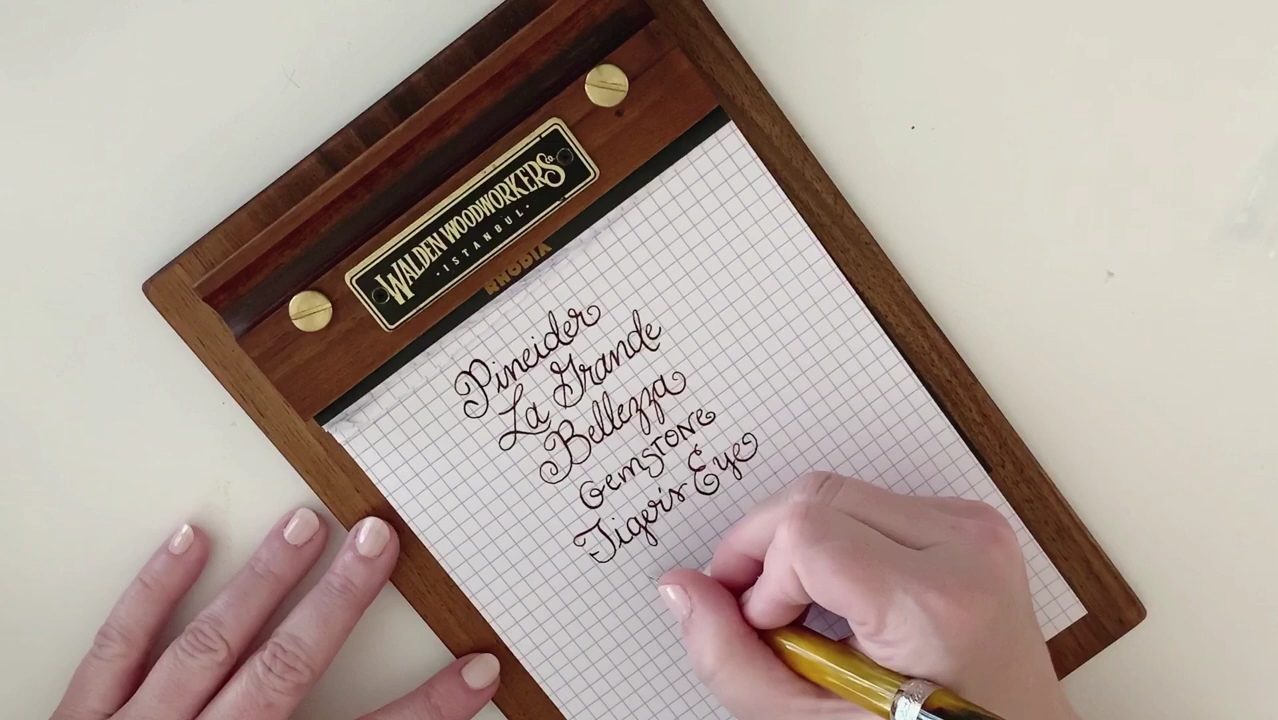 WALDEN WOODWORKERS Co
·ISTANBUL·
RHODIA
Pineider
La Grande
Bellezza
GemSTONe
Tiger's Eye